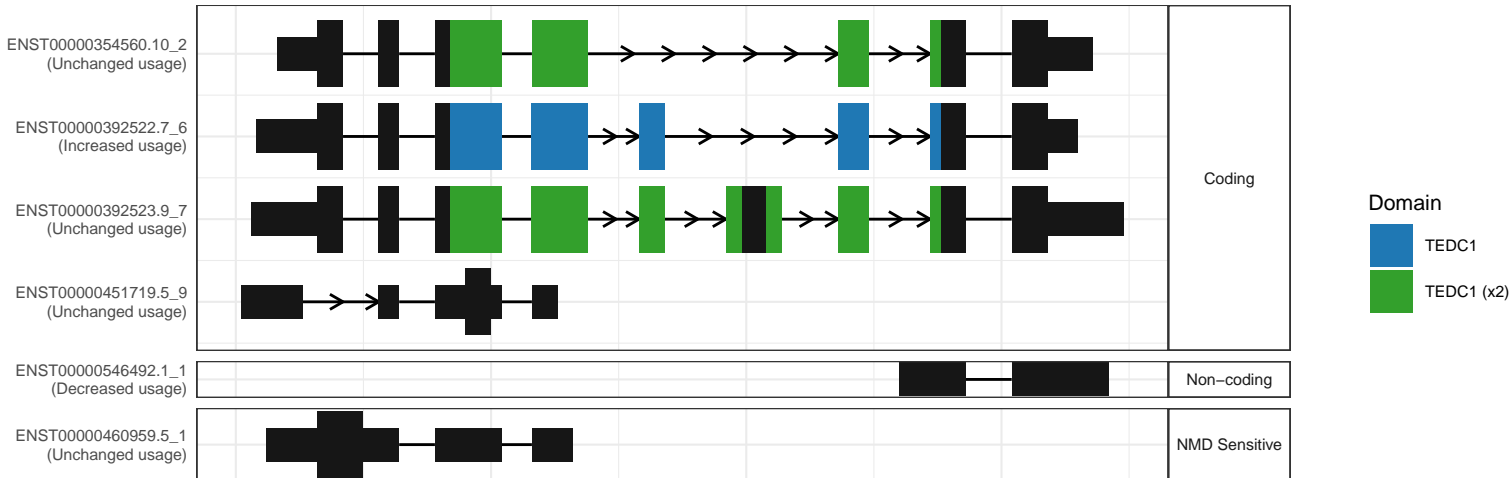 ENST00000354560.10_2
(Unchanged usage)
ENST00000392522.7_6
(Increased usage)
ENST00000392523.9_7
(Unchanged usage)
ENST00000451719.5_9
(Unchanged usage)
Coding
ENST00000546492.1_1
(Decreased usage)
Non−coding
ENST00000460959.5_1
(Unchanged usage)
NMD Sensitive
Domain
TEDC1
TEDC1 (x2)